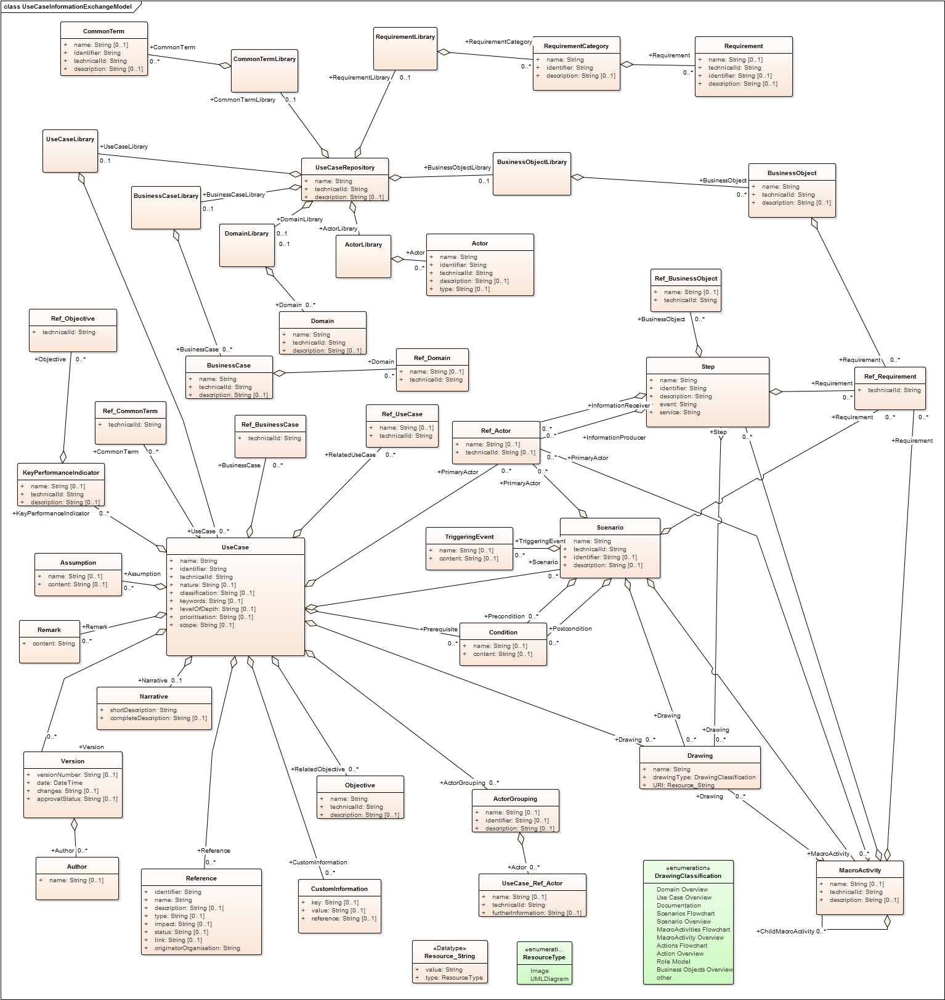 class UseCaseInformationExchangeModel
CommonTerm
+ name: String [0..1]
+ identifier: String
+ technicalId: String
+ description: String [0..1]
+CommonTerm
0..*
CommonTermLibrary
+CommonTermLibrary 0..1
RequirementLibrary
+RequirementLibrary 0..1
+RequirementCategory
0..*
RequirementCategory
+ name: String
+ identifier: String
+ description: String [0..1]
+Requirement
0..*
Requirement
+ name: String [0..1]
+ technicalId: String
+ identifier: String [0..1]
+ description: String [0..1]
UseCaseLibrary
+UseCaseLibrary
0..1
UseCaseRepository
+ name: String
+ technicalId: String
+ description: String [0..1]
+BusinessObjectLibrary
0..1
BusinessObjectLibrary
+BusinessObject
0..*
BusinessObject
+ name: String
+ technicalId: String
+ description: String [0..1]
BusinessCaseLibrary
+BusinessCaseLibrary
0..1
+DomainLibrary
0..1
0..1
DomainLibrary
+ActorLibrary
ActorLibrary
+Actor
0..*
Actor
+ name: String
+ identifier: String
+ technicalId: String
+ description: String [0..1]
+ type: String [0..1]
Ref_BusinessObject
+ name: String [0..1]
+ technicalId: String
+BusinessObject 0..*
Ref_Objective
+ technicalId: String
+Objective 0..*
+Domain 0..*
Domain
+ name: String
+ technicalId: String
+ description: String [0..1]
+BusinessCase 0..*
BusinessCase
+ name: String
+ technicalId: String
+ description: String [0..1]
+Domain
0..*
Ref_Domain
+ name: String [0..1]
+ technicalId: String
Step
+ name: String
+ identifier: String
+ description: String
+ event: String
+ service: String
+Requirement 0..*
+Requirement
0..*
Ref_Requirement
+ technicalId: String
+Requirement 0..*
0..*
+Requirement
Ref_CommonTerm
+ technicalId: String
+CommonTerm 0..*
Ref_BusinessCase
+ technicalId: String
+BusinessCase 0..*
Ref_UseCase
+ name: String [0..1]
+ technicalId: String
+RelatedUseCase 0..*
Ref_Actor
+ name: String [0..1]
+ technicalId: String
+InformationReceiver
0..*
0..*
+InformationProducer
+Step
0..*
0..* +PrimaryActor
+PrimaryActor 0..*
0..*
+PrimaryActor
KeyPerformanceIndicator
+ name: String [0..1]
+ technicalId: String
+ description: String [0..1]
+KeyPerformanceIndicator 0..*
+UseCase 0..*
UseCase
+ name: String
+ identifier: String
+ technicalId: String
+ nature: String [0..1]
+ classification: String [0..1]
+ keywords: String [0..1]
+ levelOfDepth: String [0..1]
+ prioritisation: String [0..1]
+ scope: String [0..1]
TriggeringEvent
+ name: String [0..1]
+ content: String [0..1]
+TriggeringEvent
0..*
Scenario
+ name: String
+ technicalId: String
+ identifier: String [0..1]
+ description: String [0..1]
+Scenario
0..*
Assumption
+ name: String [0..1]
+ content: String [0..1]
+Assumption
0..*
Remark
+ content: String
+Remark
0..*
+Precondition 0..*
+Prerequisite
0..*
Condition
+ name: String [0..1]
+ content: String [0..1]
+Postcondition
0..*
+Narrative 0..1
Narrative
+ shortDescription: String
+ completeDescription: String [0..1]
0..*
+Version
Version
+ versionNumber: String [0..1]
+ date: DateTime
+ changes: String [0..1]
+ approvalStatus: String [0..1]
+Drawing
0..*
+Drawing
0..*
+Drawing 0..*
Drawing
+ name: String
+ drawingType: DrawingClassification
+ URI: Resource_String
+Drawing 0..*
+RelatedObjective 0..*
Objective
+ name: String
+ technicalId: String
+ description: String [0..1]
+ActorGrouping 0..*
ActorGrouping
+ name: String [0..1]
+ identifier: String [0..1]
+ description: String [0..1]
+Author 0..*
Author
+ name: String [0..1]
+Reference
0..*
Reference
+ identifier: String
+ name: String
+ description: String [0..1]
+ type: String [0..1]
+ impact: String [0..1]
+ status: String [0..1]
+ link: String [0..1]
+ originatorOrganisation: String
+CustomInformation
0..*
CustomInformation
+ key: String [0..1]
+ value: String [0..1]
+ reference: String [0..1]
+Actor 0..*
UseCase_Ref_Actor
+ name: String [0..1]
+ technicalId: String
+ furtherInformation: String [0..1]
+MacroActivity 0..*
MacroActivity
+ name: String [0..1]
+ technicalId: String
+ description: String [0..1]
+ChildMacroActivity 0..*
«enumeration»
DrawingClassification
Domain Overview
Use Case Overview
Documentation
Scenarios Flowchart
Scenario Overview
MacroActivities Flowchart
MacroActivity Overview
Actions Flowchart
Action Overview
Role Model
Business Objects Overview
other
«Datatype»
Resource_String
+ value: String
+ type: ResourceType
«enumerati...
ResourceType
Image
UMLDiagram